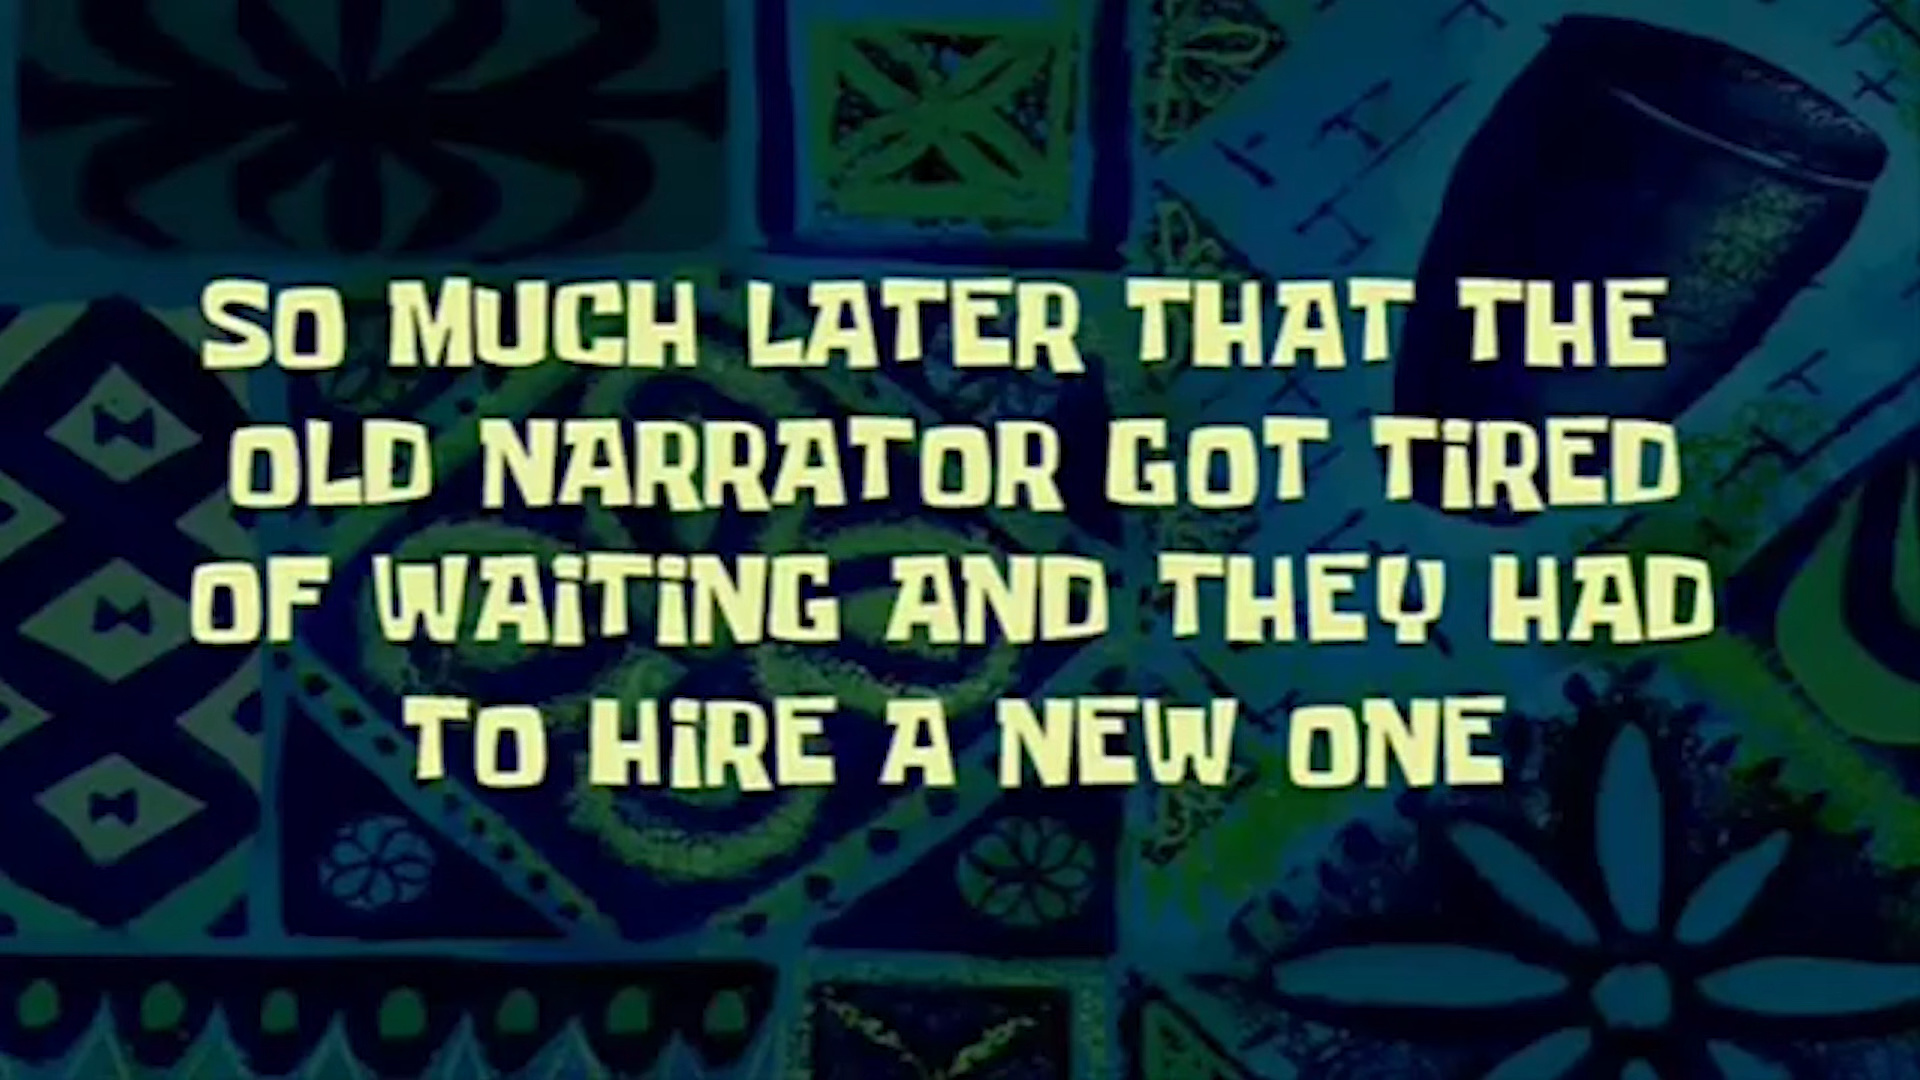 SO MUCH LATER THAT THE
OLD NARRATOR GOT TiRED
OF WAiTiNG AND THEY HAD
TO HiRE A NEW ONE